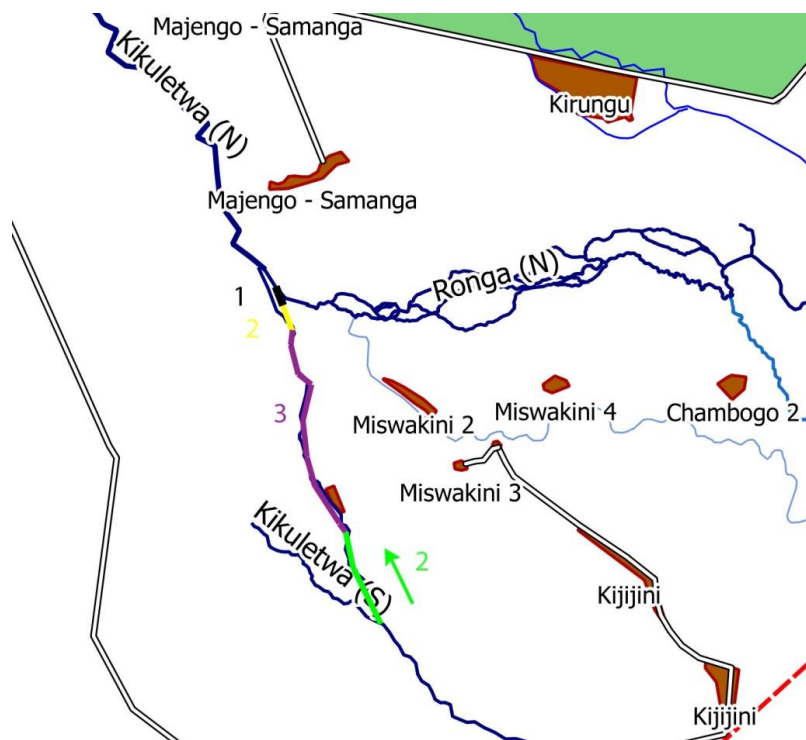 Majengo - Samanga
Kikuletwa (N)
Kirungu
Majengo - Samanga
Ronga (N)
1
2
3
Miswakini 2
Miswakini 4
Chambogo 2
Miswakini 3
Kikuletwa (S)
2
Kijijini
Kijijini